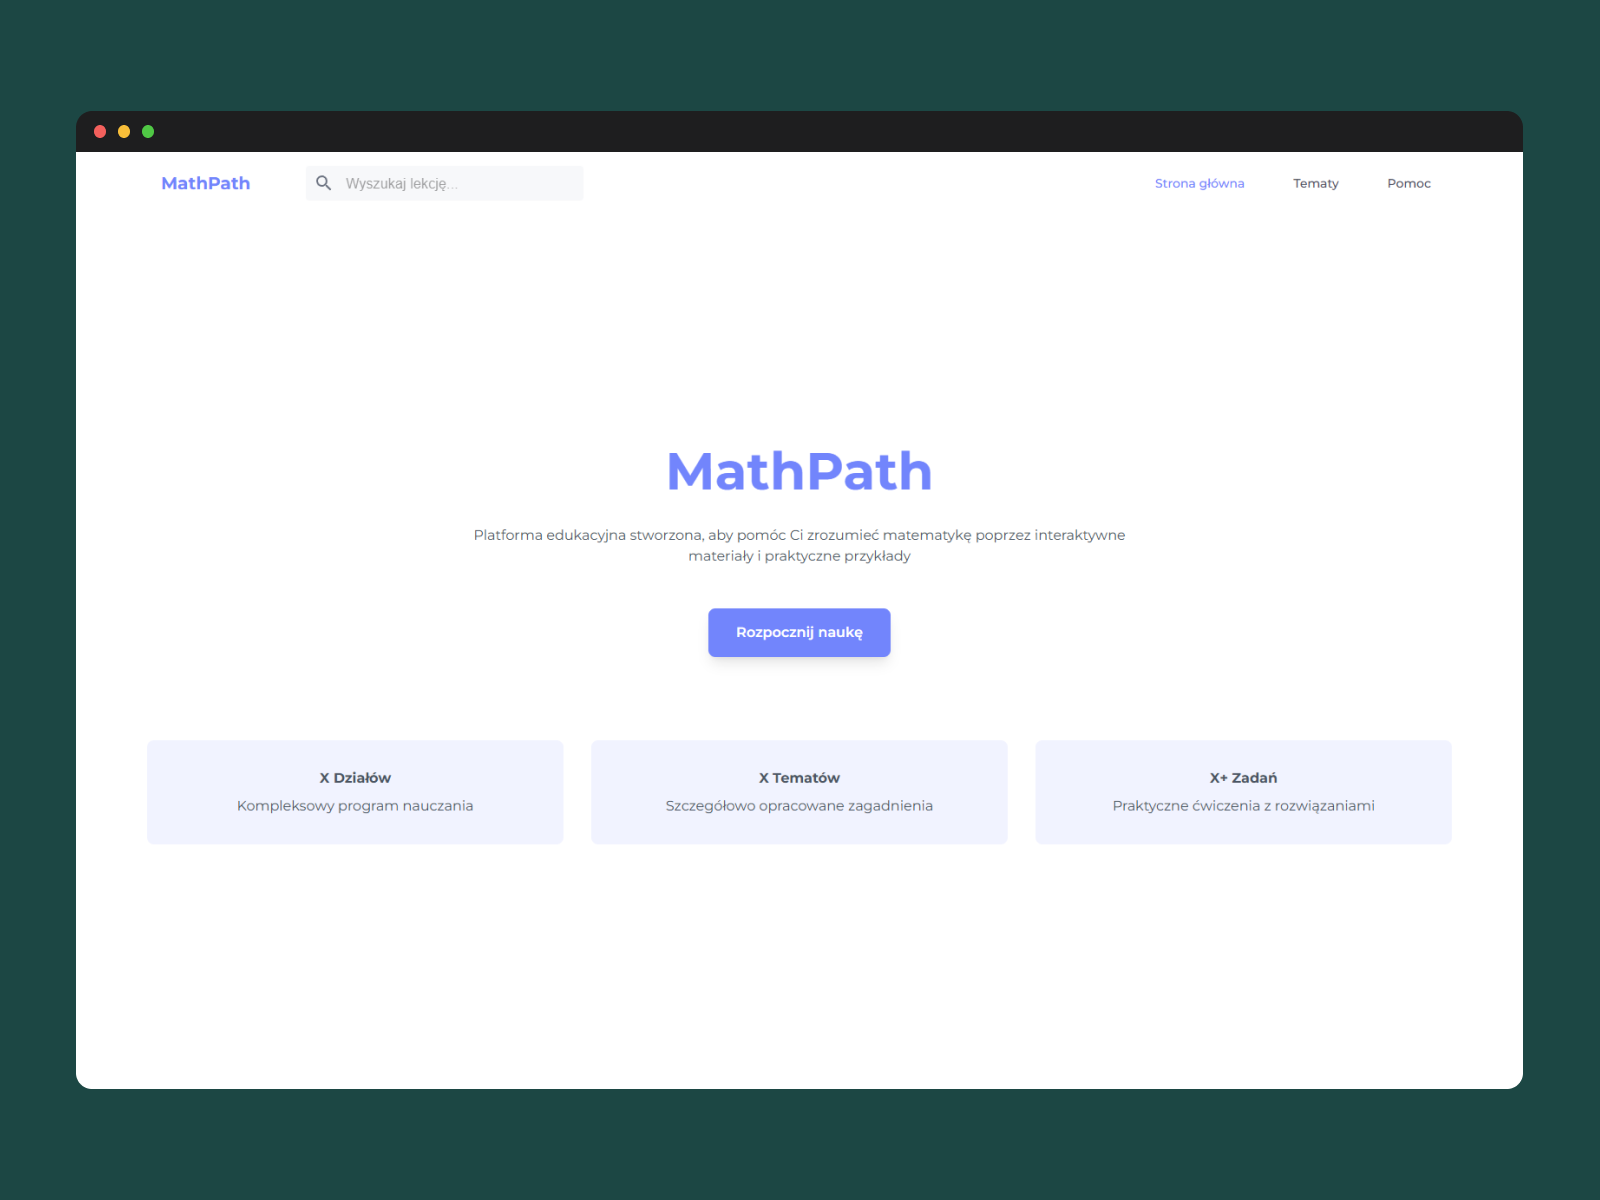 MathPath
Wyszukaj lekcję...
Strona główna
Tematy
Pomoc
MathPath
Platforma edukacyjna stworzona, aby pomóc Ci zrozumieć matematykę poprzez interaktywne
materiały i praktyczne przykłady
Rozpocznij naukę
X Działów
Kompleksowy program nauczania
X Tematów
Szczegółowo opracowane zagadnienia
X+ Zadań
Praktyczne ćwiczenia z rozwiązaniami